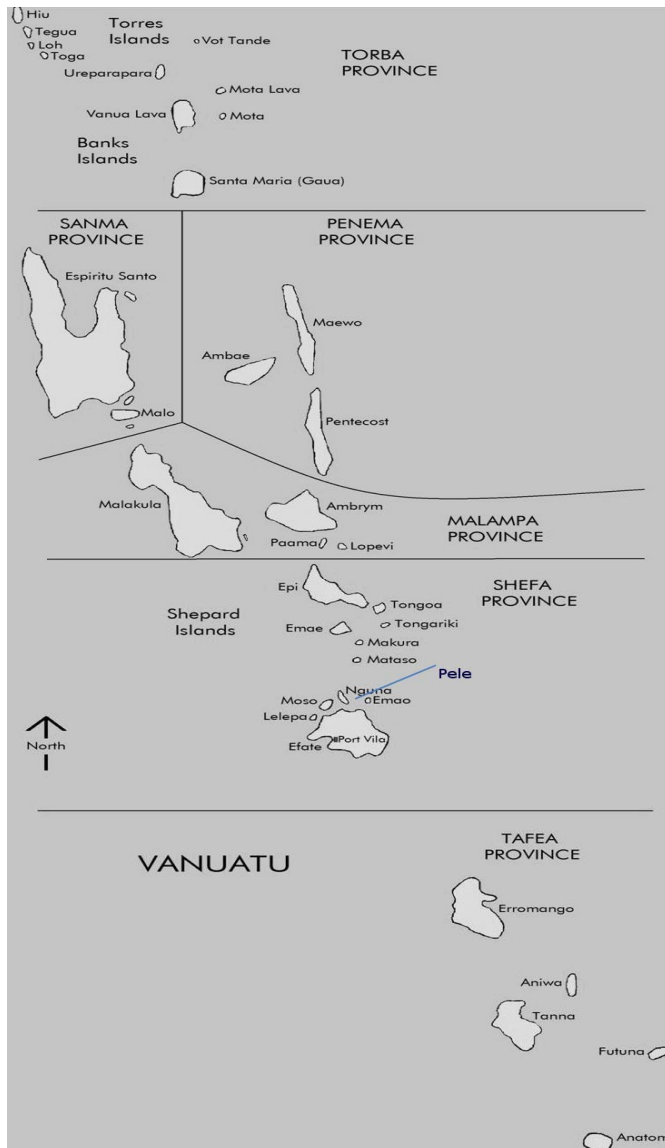 Hiu
Torres
Islands
Tegua
Loh
Toga
Vot Tande
TORBA
PROVINCE
Ureparapara
Mota Lava
Vanua Lava
Mota
Banks
Islands
Santa Maria (Gaua)
SANMA
PROVINCE
PENEMA
PROVINCE
Espiritu Santo
Maewo
Ambae
Malo
Pentecost
Malakula
Ambrym
MALAMPA
PROVINCE
Paama
Lopevi
Epi
SHEFA
PROVINCE
Shepard
Islands
Tongoa
Emae
Tongariki
Makura
Mataso
Pele
Nguna
Moso
Emao
Lelepa
North
Efate
Port Vila
VANUATU
TAFEA
PROVINCE
Erromango
Aniwa
Tanna
Futuna
Anatom